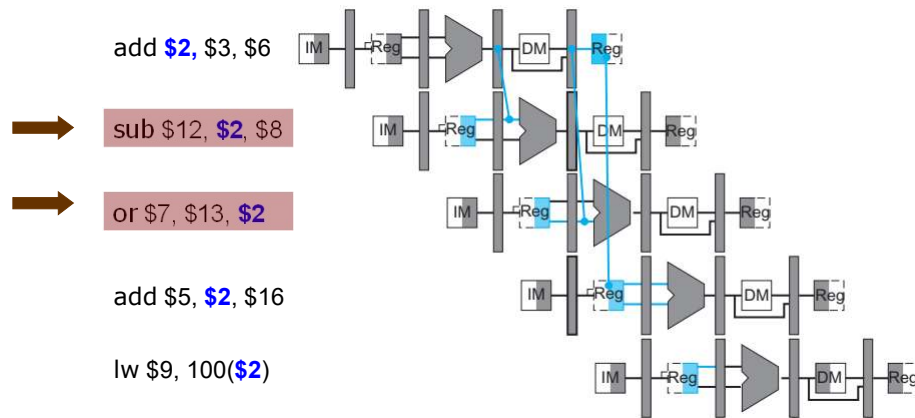 add $2, $3, $6
IM Reg DM Reg
sub $12, $2, $8
IM Reg DM Reg
or $7, $13, $2
IM Reg DM Reg
add $5, $2, $16
IM Reg DM Reg
lw $9, 100($2)
IM Reg DM Reg